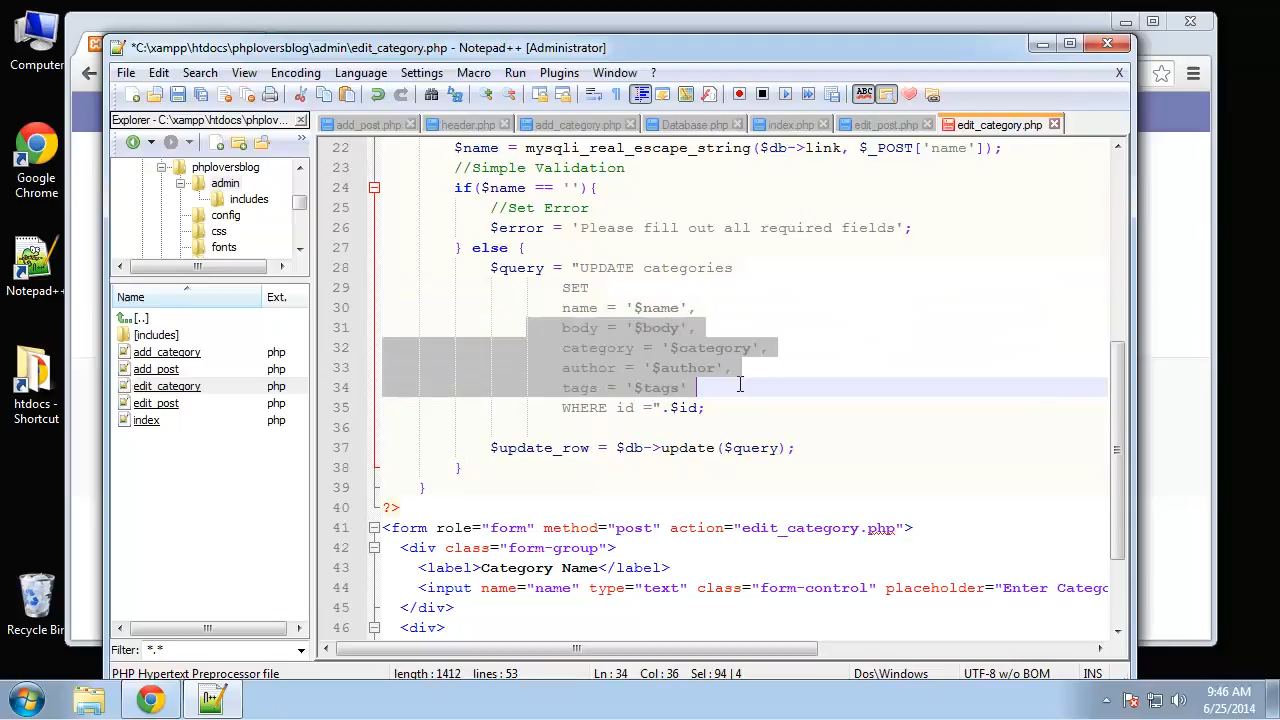 Computer
Google
Chrome
Notepad++
htdocs -
Shortcut
Recycle Bin
*C:\xampp\htdocs\phploversblog\admin\edit_category.php - Notepad++ [Administrator]
File Edit Search View Encoding Language Settings Macro Run Plugins Window ? X
Explorer - C:\xampp\htdocs\phplov...
add_post.php header.php add_category.php Database.php index.php edit_post.php edit_category.php
phploversblog
admin
includes
config
css
fonts
Name Ext.
[..]
[includes]
add_category php
add_post php
edit_category php
edit_post php
index php
Filter: *.*
22 $name = mysqli_real_escape_string($db->link, $_POST['name']);
23 //Simple Validation
24 if($name == ''){
25 //Set Error
26 $error = 'Please fill out all required fields';
27 } else {
28 $query = "UPDATE categories
29 SET
30 name = '$name',
31 body = '$body',
32 category = '$category',
33 author = '$author',
34 tags = '$tags'
35 WHERE id =".$id;
36
37 $update_row = $db->update($query);
38 }
39 }
40 ?>
41 <form role="form" method="post" action="edit_category.php">
42 <div class="form-group">
43 <label>Category Name</label>
44 <input name="name" type="text" class="form-control" placeholder="Enter Catego
45 </div>
46 <div>
PHP Hypertext Preprocessor file length : 1412 lines : 53 Ln : 34 Col : 36 Sel : 94 | 4 Dos\Windows UTF-8 w/o BOM INS
9:46 AM
6/25/2014